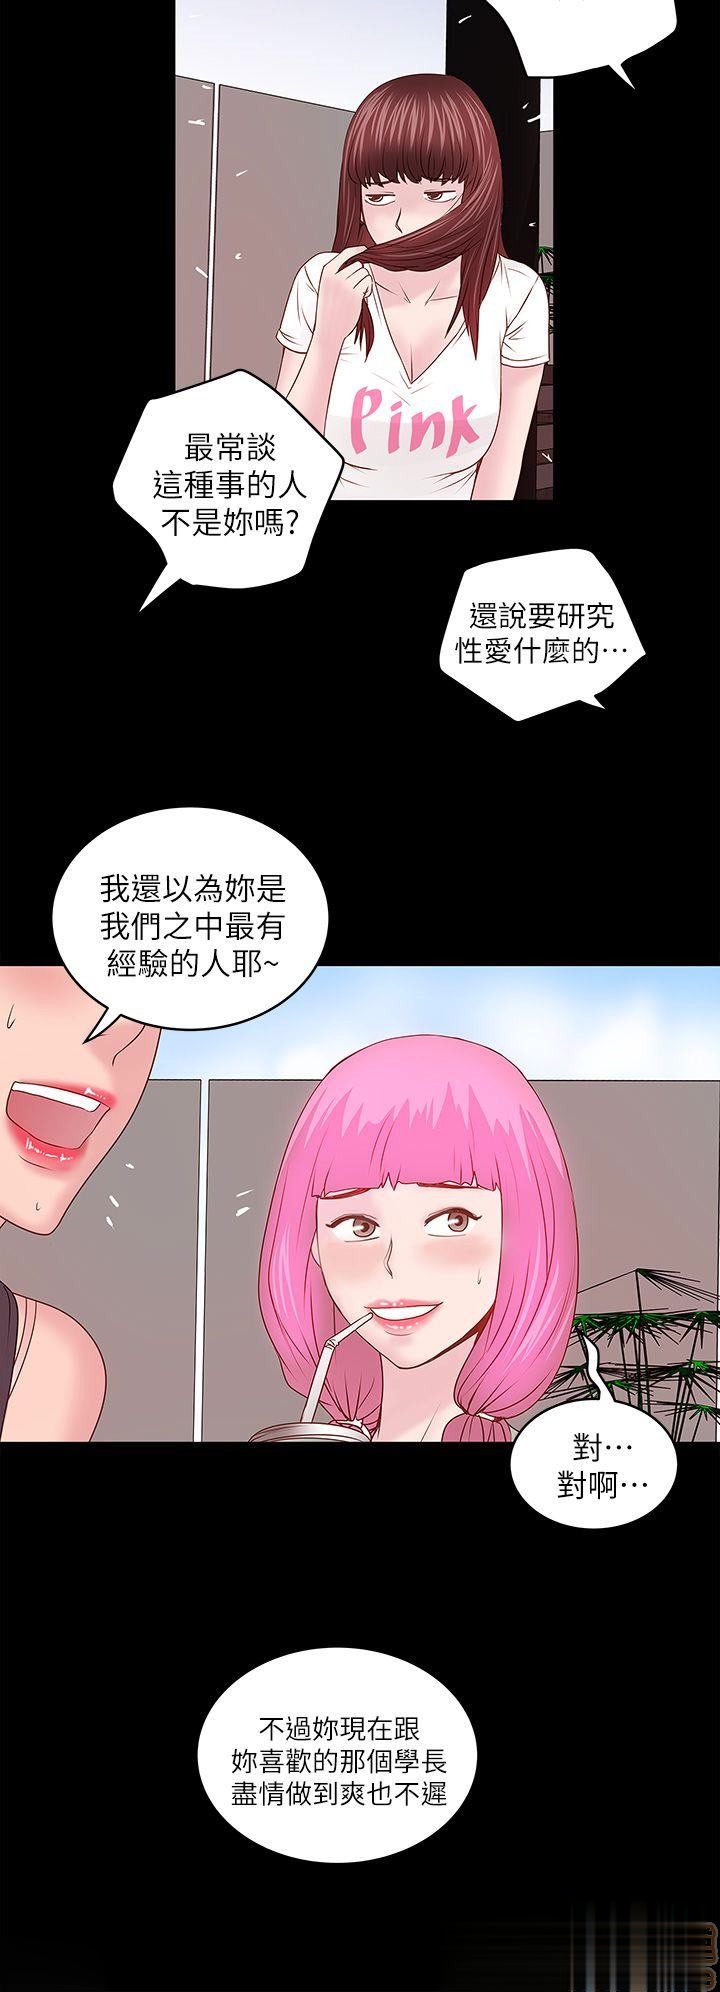 Pink
最常談
這種事的人
不是妳嗎?
還說要研究
性愛什麼的…
我還以為妳是
我們之中最有
經驗的人耶~
對…
對啊…
不過妳現在跟
妳喜歡的那個學長
盡情做到爽也不遲